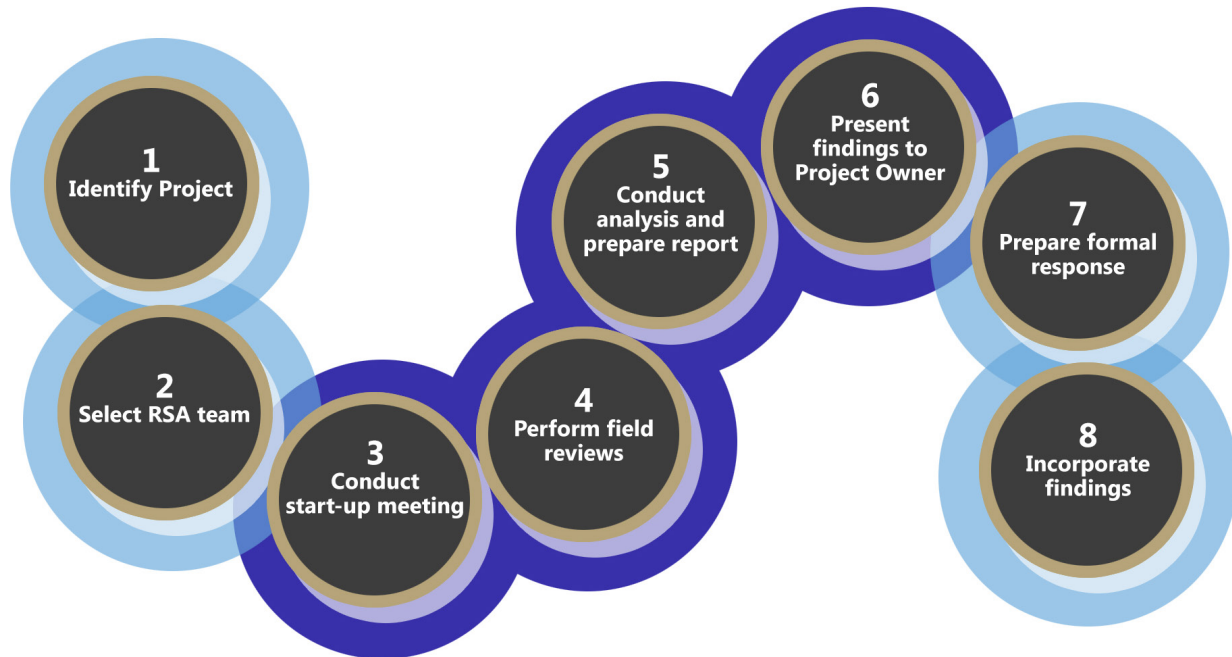 1
Identify Project
2
Select RSA team
3
Conduct
start-up meeting
4
Perform field
reviews
5
Conduct
analysis and
prepare report
6
Present
findings to
Project Owner
7
Prepare formal
response
8
Incorporate
findings